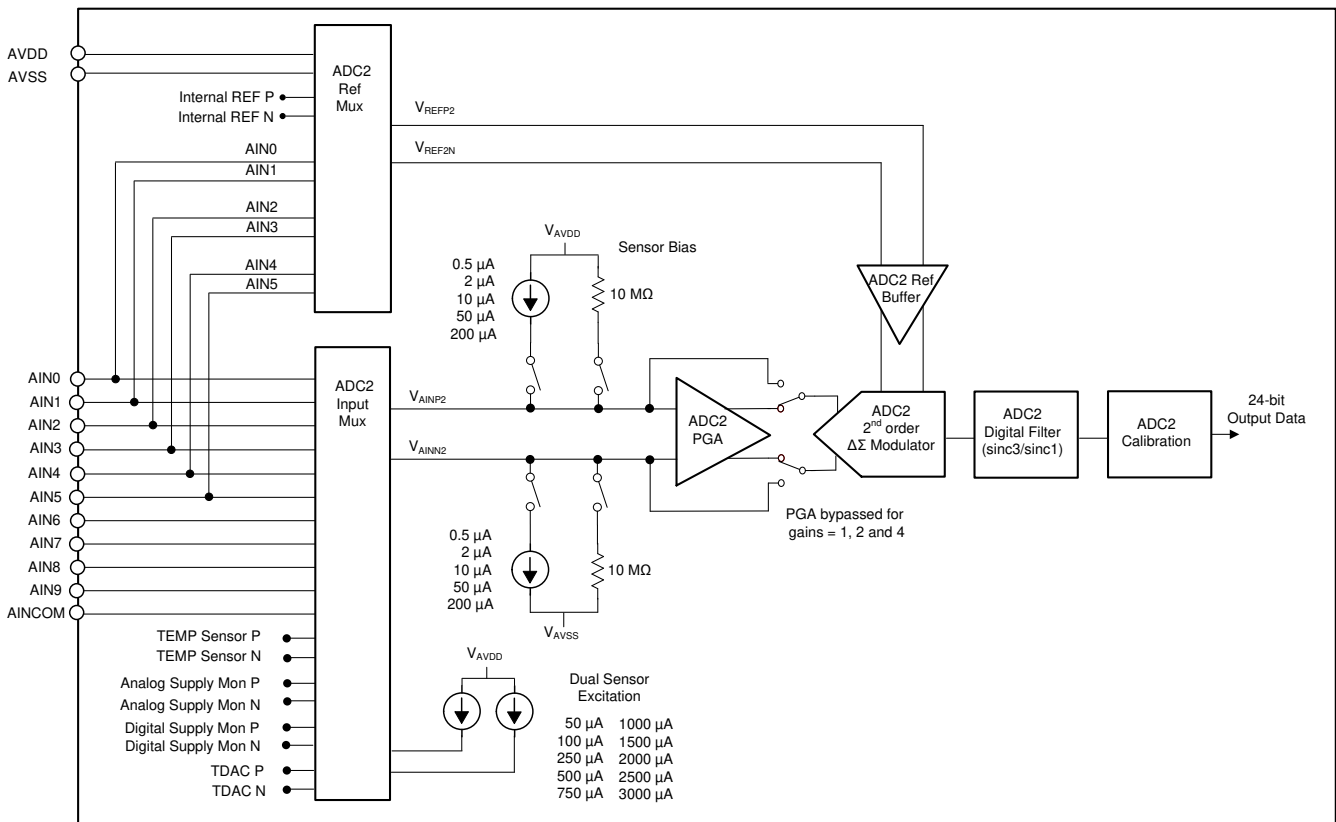 AVDD
AVSS
Internal REF P
Internal REF N
AIN0
AIN1
AIN2
AIN3
AIN4
AIN5
ADC2
Ref
Mux
VREFP2
VREF2N
VAVDD
Sensor Bias
0.5 µA
2 µA
10 µA
50 µA
200 µA
10 MΩ
ADC2 Ref
Buffer
AIN0
AIN1
AIN2
AIN3
AIN4
AIN5
AIN6
AIN7
AIN8
AIN9
AINCOM
ADC2
Input
Mux
VAINP2
VAINN2
ADC2
PGA
ADC2
2nd order
ΔΣ Modulator
ADC2
Digital Filter
(sinc3/sinc1)
ADC2
Calibration
24-bit
Output Data
PGA bypassed for
gains = 1, 2 and 4
0.5 µA
2 µA
10 µA
50 µA
200 µA
10 MΩ
VAVSS
TEMP Sensor P
TEMP Sensor N
Analog Supply Mon P
Analog Supply Mon N
Digital Supply Mon P
Digital Supply Mon N
TDAC P
TDAC N
VAVDD
Dual Sensor
Excitation
50 µA 1000 µA
100 µA 1500 µA
250 µA 2000 µA
500 µA 2500 µA
750 µA 3000 µA